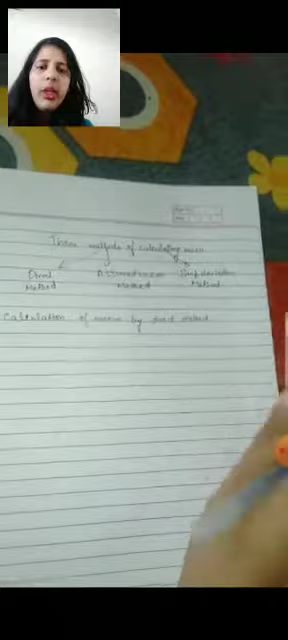 Three methods of calculating mean
Direct Assumed mean Step deviation
Method Method Method
Calculation of mean by direct method